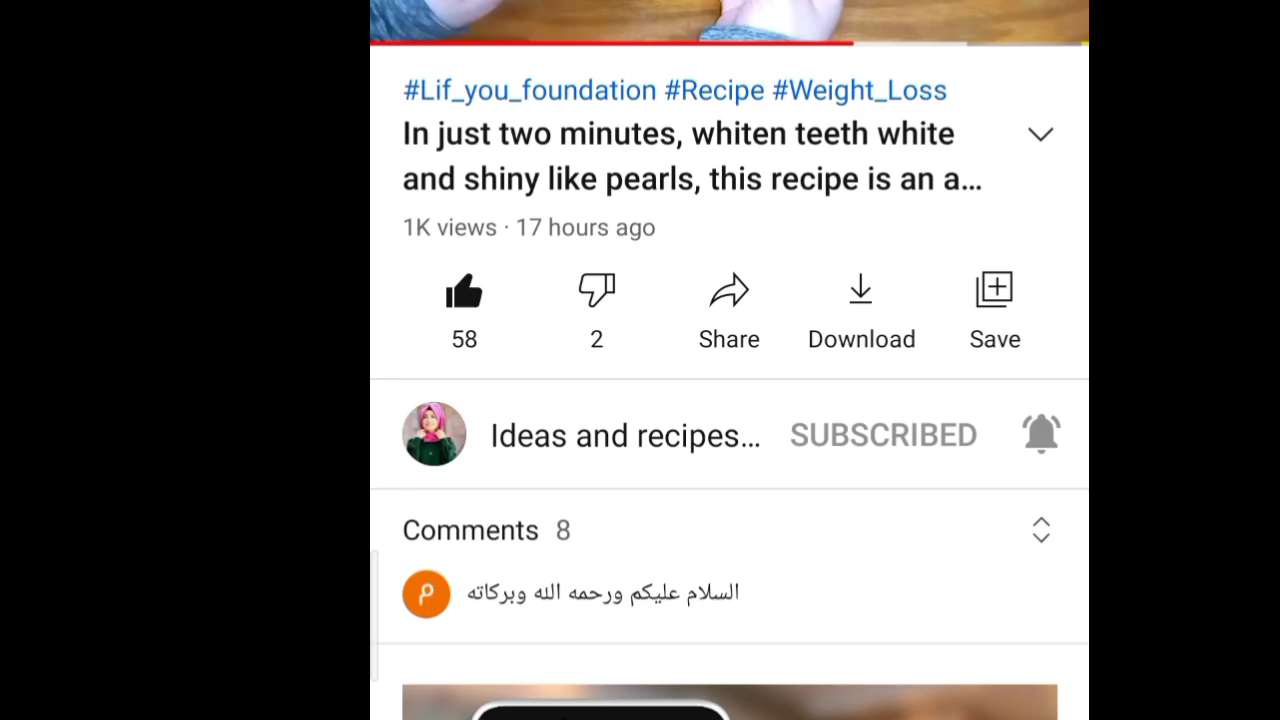 #Lif_you_foundation #Recipe #Weight_Loss
In just two minutes, whiten teeth white
and shiny like pearls, this recipe is an a...
1K views · 17 hours ago
58
2
Share
Download
Save
Ideas and recipes...
SUBSCRIBED
Comments 8
م
السلام عليكم ورحمه الله وبركاته